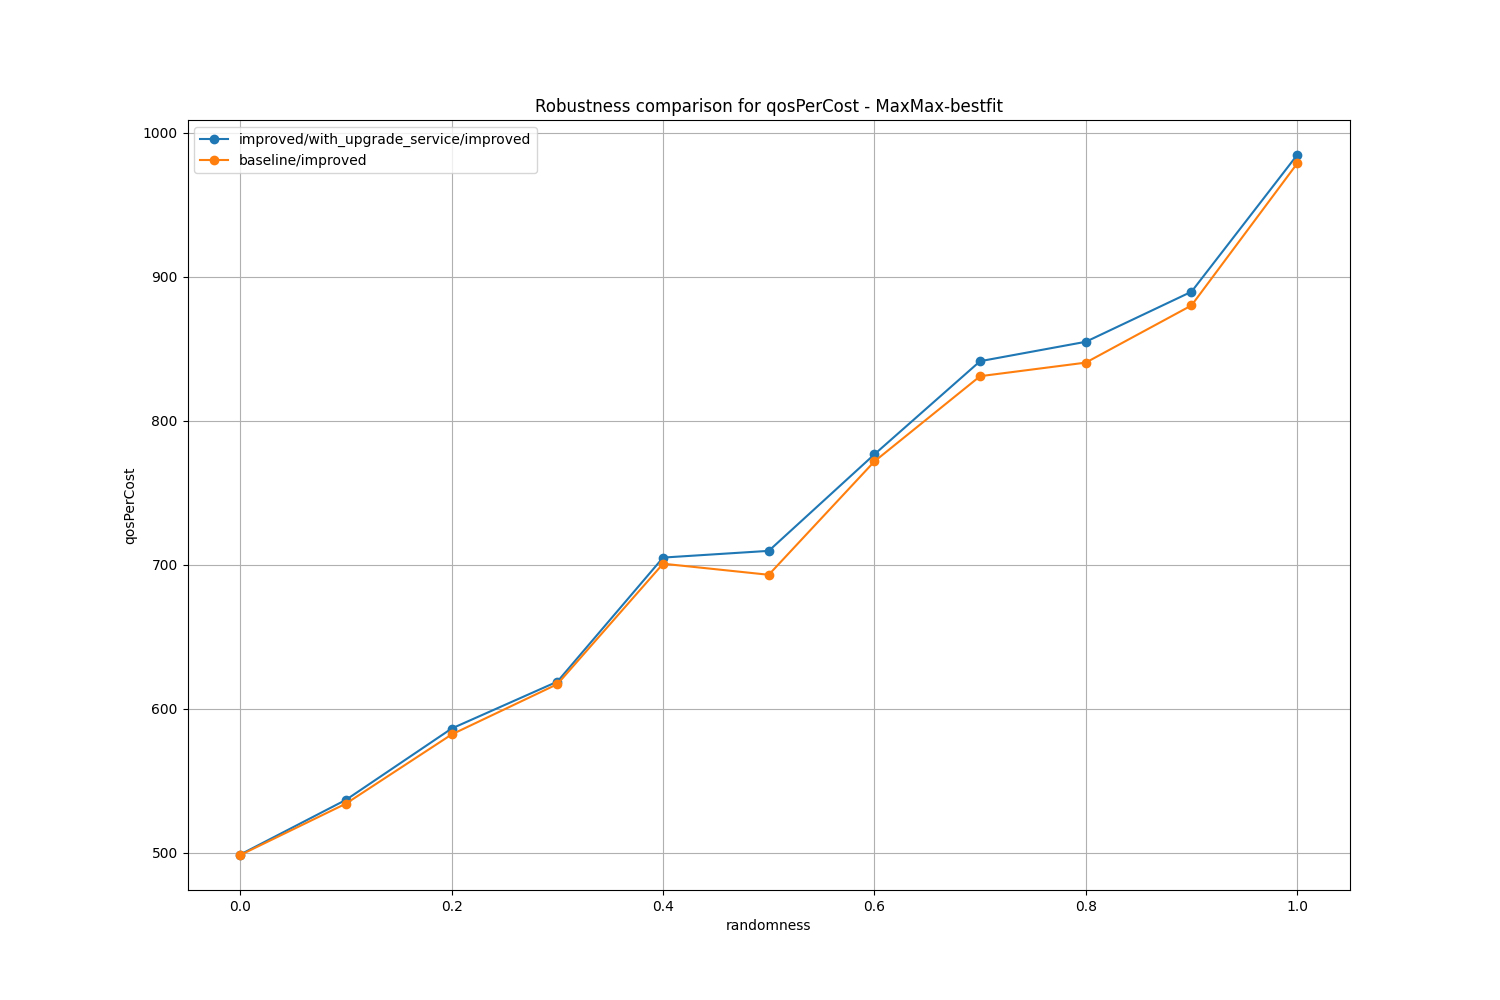 Robustness comparison for qosPerCost - MaxMax-bestfit
improved/with_upgrade_service/improved
baseline/improved
1000
900
800
700
600
500
qosPerCost
0.0 0.2 0.4 0.6 0.8 1.0
randomness